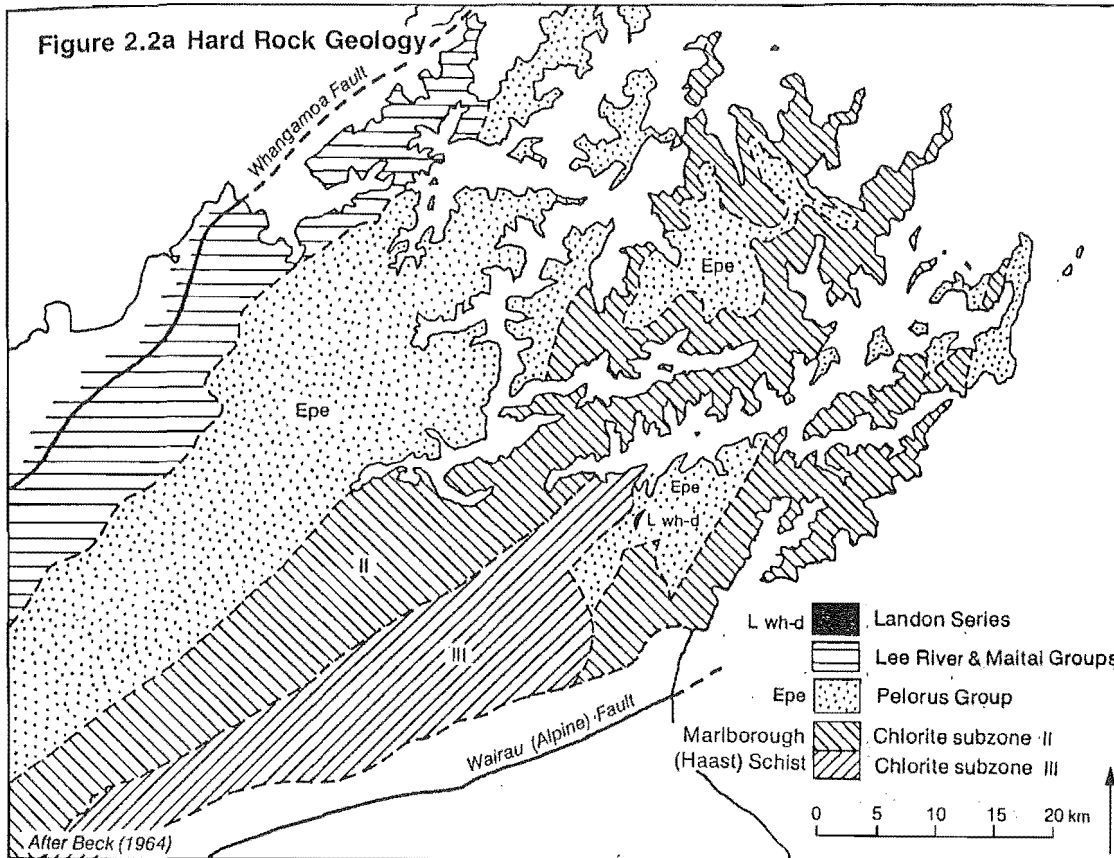 Figure 2.2a Hard Rock Geology
Whangamoa Fault
Epe
Epe
Epe
L wh-d
II
III
Wairau (Alpine) Fault
L wh-d Landon Series
Lee River & Maitai Groups
Epe Pelorus Group
Marlborough Chlorite subzone II
(Haast) Schist Chlorite subzone III
0 5 10 15 20 km
After Beck (1964)